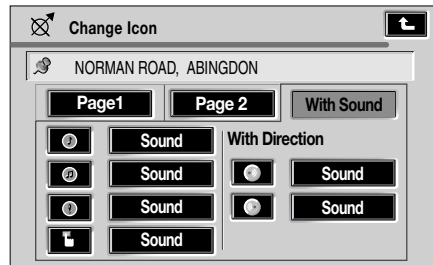 Change Icon
NORMAN ROAD, ABINGDON
Page1 Page 2 With Sound
Sound With Direction
Sound Sound
Sound Sound
Sound